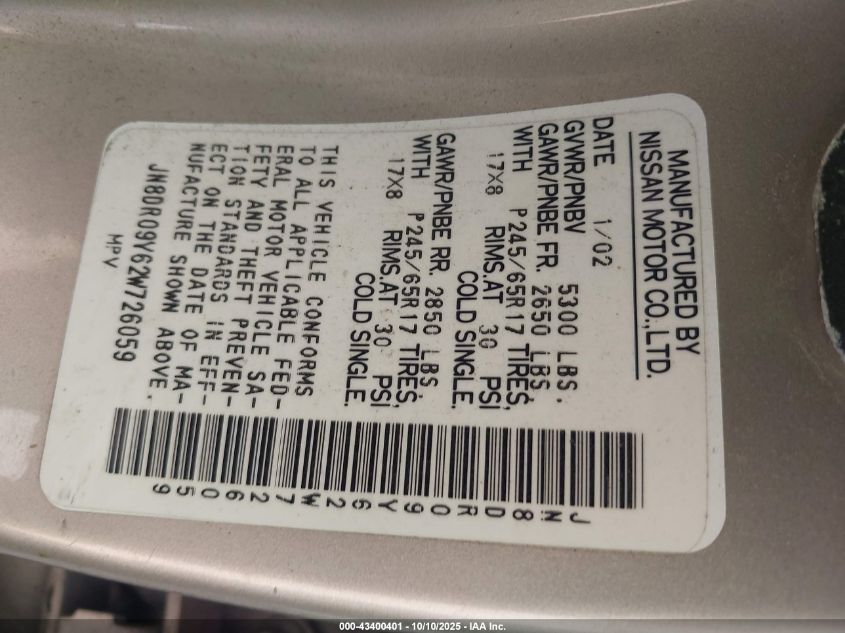 MANUFACTURED BY
NISSAN MOTOR CO.,LTD.
DATE 1/02
GVWR/PNBV 5300 LBS.
GAWR/PNBE FR. 2650 LBS.
WITH P245/65R17 TIRES,
17X8 RIMS,AT 30 PSI
COLD SINGLE.
GAWR/PNBE RR. 2850 LBS.
WITH P245/65R17 TIRES,
17X8 RIMS,AT 30 PSI
COLD SINGLE.
THIS VEHICLE CONFORMS
TO ALL APPLICABLE FED-
ERAL MOTOR VEHICLE SA-
FETY AND THEFT PREVEN-
TION STANDARDS IN EFF-
ECT ON THE DATE OF MA-
NUFACTURE SHOWN ABOVE.
JN8DR09Y62W726059
MPV
JN8DR09Y62W726059
000-43400401 - 10/10/2025 - IAA Inc.